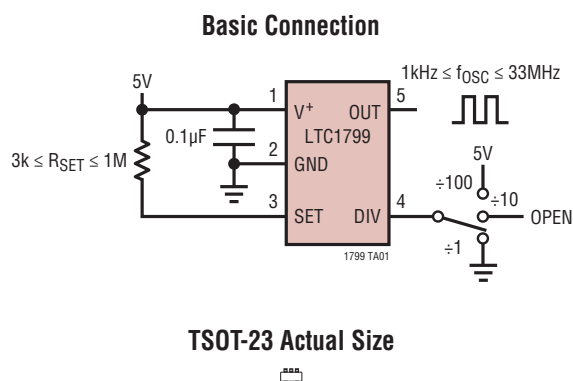 Basic Connection
1kHz ≤ fOSC ≤ 33MHz
5V
1
V+
OUT
5
0.1µF
LTC1799
3k ≤ RSET ≤ 1M
2
GND
5V
÷100
÷10
3
SET
DIV
4
OPEN
÷1
1799 TA01
TSOT-23 Actual Size